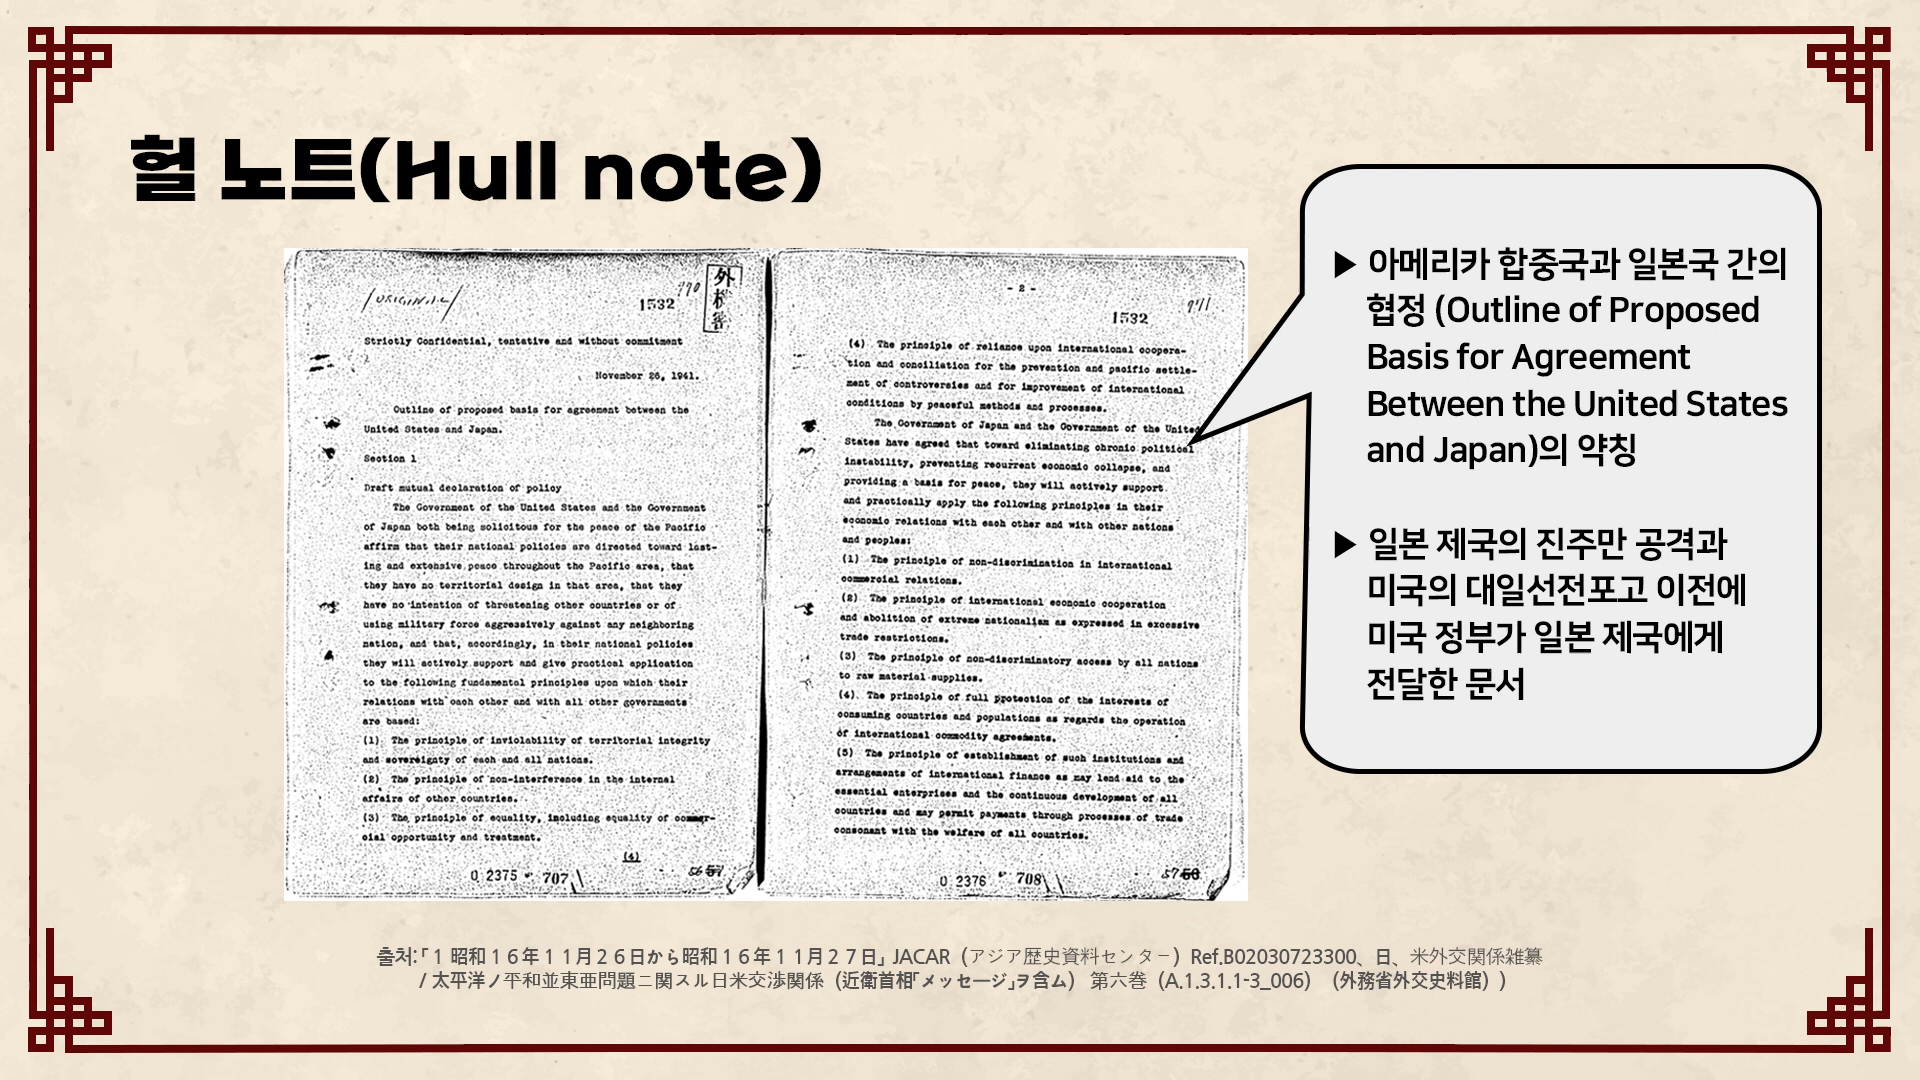 헐 노트(Hull note)
ORIGINAL
1532
970
外機密
Strictly Confidential, tentative and without commitment
November 26, 1941.
Outline of proposed basis for agreement between the
United States and Japan.
Section 1
Draft mutual declaration of policy
The Government of the United States and the Government
of Japan both being solicitous for the peace of the Pacific
affirm that their national policies are directed toward last-
ing and extensive peace throughout the Pacific area, that
they have no territorial design in that area, that they
have no intention of threatening other countries or of
using military force aggressively against any neighboring
nation, and that, accordingly, in their national policies
they will actively support and give practical application
to the following fundamental principles upon which their
relations with each other and with all other governments
are based:
(1) The principle of inviolability of territorial integrity
and sovereignty of each and all nations.
(2) The principle of non-interference in the internal
affairs of other countries.
(3) The principle of equality, including equality of commer-
cial opportunity and treatment.
(4)
0 2375
707
- 2 -
1532
971
(4) The principle of reliance upon international coopera-
tion and conciliation for the prevention and pacific settle-
ment of controversies and for improvement of international
conditions by peaceful methods and processes.
The Government of Japan and the Government of the United
States have agreed that toward eliminating chronic political
instability, preventing recurrent economic collapse, and
providing a basis for peace, they will actively support
and practically apply the following principles in their
economic relations with each other and with other nations
and peoples:
(1) The principle of non-discrimination in international
commercial relations.
(2) The principle of international economic cooperation
and abolition of extreme nationalism as expressed in excessive
trade restrictions.
(3) The principle of non-discriminatory access by all nations
to raw material supplies.
(4) The principle of full protection of the interests of
consuming countries and populations as regards the operation
of international commodity agreements.
(5) The principle of establishment of such institutions and
arrangements of international finance as may lend aid to the
essential enterprises and the continuous development of all
countries and may permit payments through processes of trade
consonant with the welfare of all countries.
0 2376
708
▶ 아메리카 합중국과 일본국 간의
협정 (Outline of Proposed
Basis for Agreement
Between the United States
and Japan)의 약칭
▶ 일본 제국의 진주만 공격과
미국의 대일선전포고 이전에
미국 정부가 일본 제국에게
전달한 문서
출처:「１ 昭和１６年１１月２６日から昭和１６年１１月２７日」JACAR（アジア歴史資料センター）Ref.B02030723300、日、米外交関係雑纂
/ 太平洋ノ平和並東亜問題ニ関スル日米交渉関係（近衛首相「メッセージ」ヲ含ム） 第六巻（A.1.3.1.1-3_006）（外務省外交史料館））